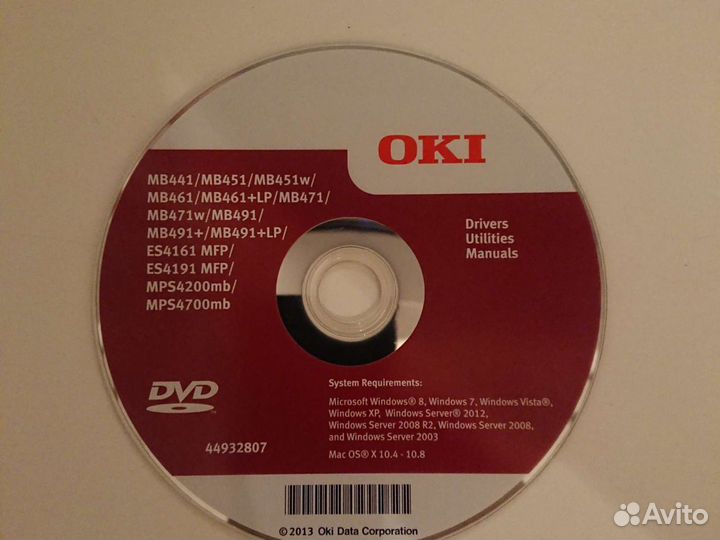 OKI
MB441/MB451/MB451w/
MB461/MB461+LP/MB471/
MB471w/MB491/
MB491+/MB491+LP/
ES4161 MFP/
ES4191 MFP/
MPS4200mb/
MPS4700mb
Drivers
Utilities
Manuals
DVD
44932807
System Requirements:
Microsoft Windows® 8, Windows 7, Windows Vista®,
Windows XP, Windows Server® 2012,
Windows Server 2008 R2, Windows Server 2008,
and Windows Server 2003
Mac OS® X 10.4 - 10.8
© 2013 Oki Data Corporation
Avito